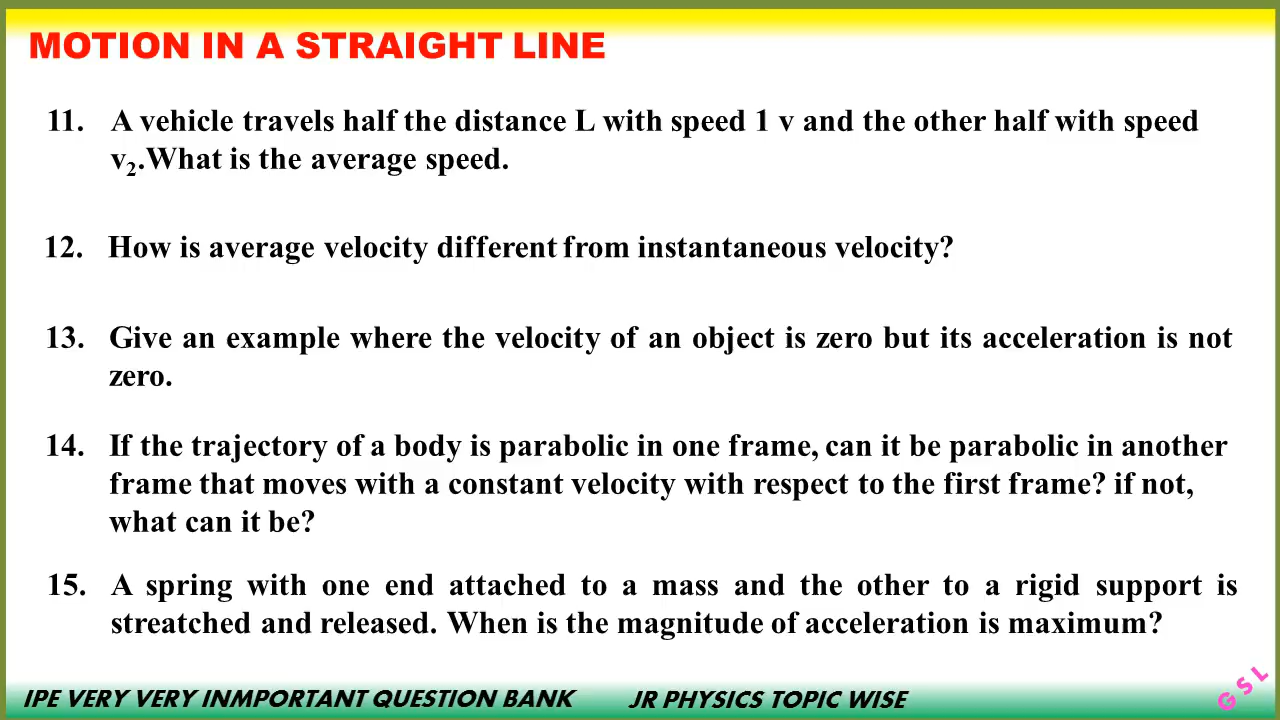 MOTION IN A STRAIGHT LINE
11. A vehicle travels half the distance L with speed 1 v and the other half with speed
v₂.What is the average speed.
12. How is average velocity different from instantaneous velocity?
13. Give an example where the velocity of an object is zero but its acceleration is not
zero.
14. If the trajectory of a body is parabolic in one frame, can it be parabolic in another
frame that moves with a constant velocity with respect to the first frame? if not,
what can it be?
15. A spring with one end attached to a mass and the other to a rigid support is
streatched and released. When is the magnitude of acceleration is maximum?
IPE VERY VERY INMPORTANT QUESTION BANK JR PHYSICS TOPIC WISE
GSL